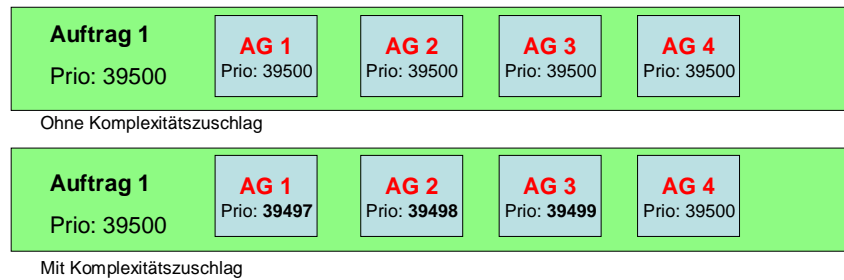 Auftrag 1
Prio: 39500
AG 1
Prio: 39500
AG 2
Prio: 39500
AG 3
Prio: 39500
AG 4
Prio: 39500
Ohne Komplexitätszuschlag
Auftrag 1
Prio: 39500
AG 1
Prio: 39497
AG 2
Prio: 39498
AG 3
Prio: 39499
AG 4
Prio: 39500
Mit Komplexitätszuschlag